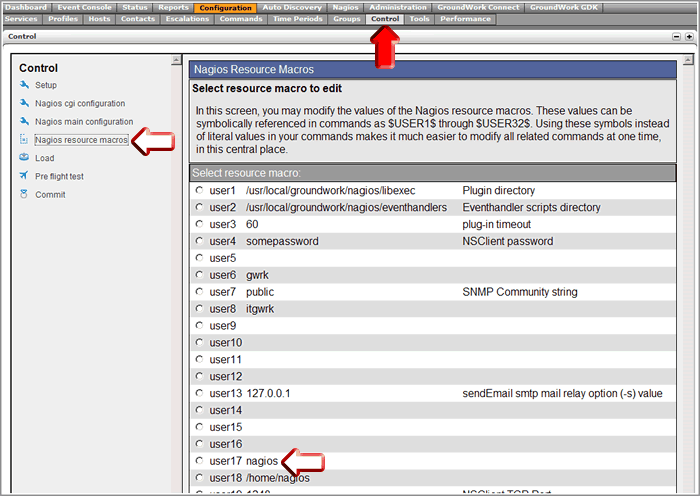 Dashboard Event Console Status Reports Configuration Auto Discovery Nagios Administration GroundWork Connect GroundWork GDK
Services Profiles Hosts Contacts Escalations Commands Time Periods Groups Control Tools Performance
Control
Control
Setup
Nagios cgi configuration
Nagios main configuration
Nagios resource macros
Load
Pre flight test
Commit
Nagios Resource Macros
Select resource macro to edit
In this screen, you may modify the values of the Nagios resource macros. These values can be
symbolically referenced in commands as $USER1$ through $USER32$. Using these symbols instead
of literal values in your commands makes it much easier to modify all related commands at one time,
in this central place.
Select resource macro:
user1 /usr/local/groundwork/nagios/libexec Plugin directory
user2 /usr/local/groundwork/nagios/eventhandlers Eventhandler scripts directory
user3 60 plug-in timeout
user4 somepassword NSClient password
user5
user6 gwrk
user7 public SNMP Community string
user8 itgwrk
user9
user10
user11
user12
user13 127.0.0.1 sendEmail smtp mail relay option (-s) value
user14
user15
user16
user17 nagios
user18 /home/nagios
user19 1248 NSClient TCP Port